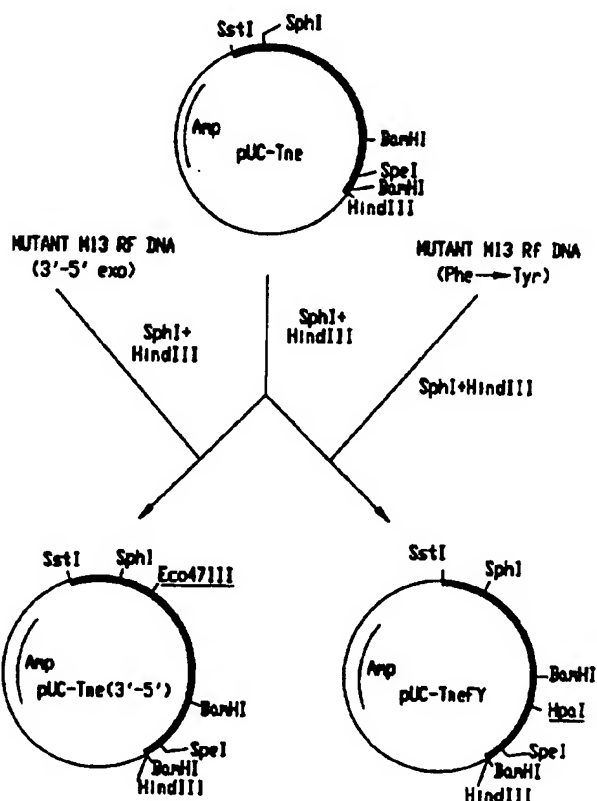 SstI
SphI
Amp
pUC-Tne
BamHI
SpeI
BamHI
HindIII
MUTANT M13 RF DNA
(3'-5' exo)
MUTANT M13 RF DNA
(Phe→Tyr)
SphI+
HindIII
SphI+
HindIII
SphI+HindIII
SstI
SphI
Eco47III
Amp
pUC-Tne(3'-5')
BamHI
SpeI
BamHI
HindIII
SstI
SphI
Amp
pUC-TneFY
BamHI
HpaI
SpeI
BamHI
HindIII